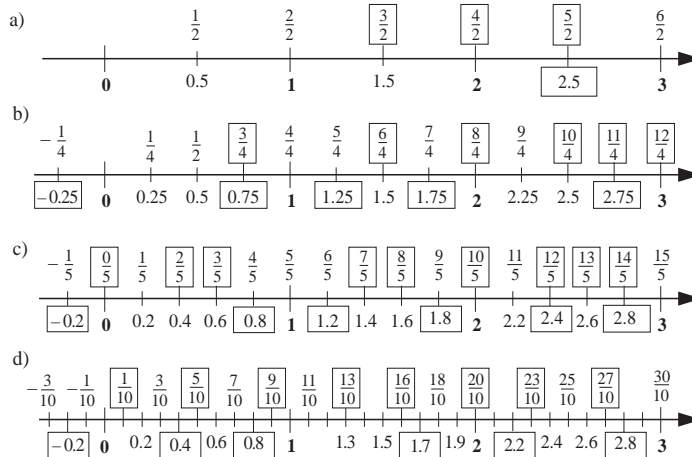 a) 1/2 2/2 3/2 4/2 5/2 6/2
0 0.5 1 1.5 2 2.5 3
b) −1/4 1/4 1/2 3/4 4/4 5/4 6/4 7/4 8/4 9/4 10/4 11/4 12/4
−0.25 0 0.25 0.5 0.75 1 1.25 1.5 1.75 2 2.25 2.5 2.75 3
c) −1/5 0/5 1/5 2/5 3/5 4/5 5/5 6/5 7/5 8/5 9/5 10/5 11/5 12/5 13/5 14/5 15/5
−0.2 0 0.2 0.4 0.6 0.8 1 1.2 1.4 1.6 1.8 2 2.2 2.4 2.6 2.8 3
d) −3/10 −1/10 1/10 3/10 5/10 7/10 9/10 11/10 13/10 16/10 18/10 20/10 23/10 25/10 27/10 30/10
−0.2 0 0.2 0.4 0.6 0.8 1 1.3 1.5 1.7 1.9 2 2.2 2.4 2.6 2.8 3